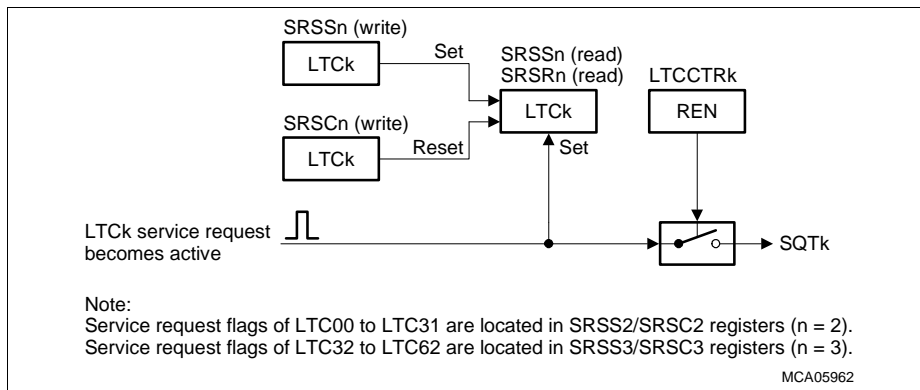 SRSSn (write)
LTCk
Set
SRSSn (read)
SRSRn (read)
LTCk
LTCCTRk
REN
SRSCn (write)
LTCk
Reset
Set
LTCk service request
becomes active
SQTk
Note:
Service request flags of LTC00 to LTC31 are located in SRSS2/SRSC2 registers (n = 2).
Service request flags of LTC32 to LTC62 are located in SRSS3/SRSC3 registers (n = 3).
MCA05962